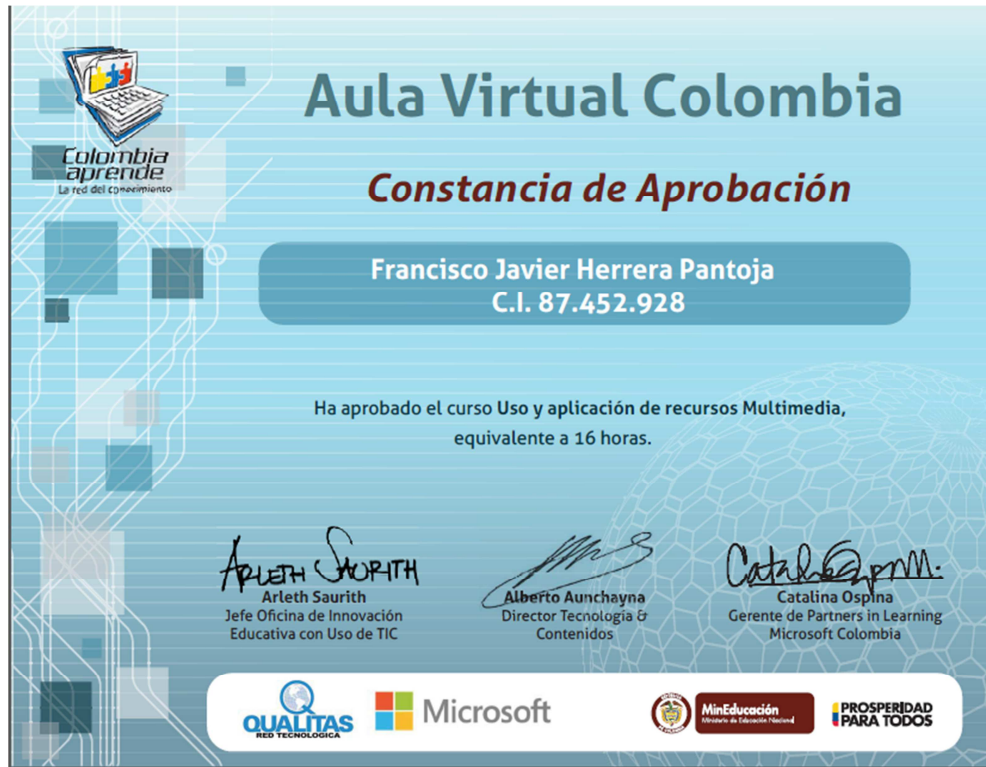 Colombia
aprende
La red del conocimiento
Aula Virtual Colombia
Constancia de Aprobación
Francisco Javier Herrera Pantoja
C.I. 87.452.928
Ha aprobado el curso Uso y aplicación de recursos Multimedia,
equivalente a 16 horas.
ARLETH SAURITH
Arleth Saurith
Jefe Oficina de Innovación
Educativa con Uso de TIC
Alberto Aunchayna
Director Tecnología &
Contenidos
Catalina Ospina
Gerente de Partners in Learning
Microsoft Colombia
QUALITAS
RED TECNOLOGICA
Microsoft
MinEducación
Ministerio de Educación Nacional
PROSPERIDAD
PARA TODOS